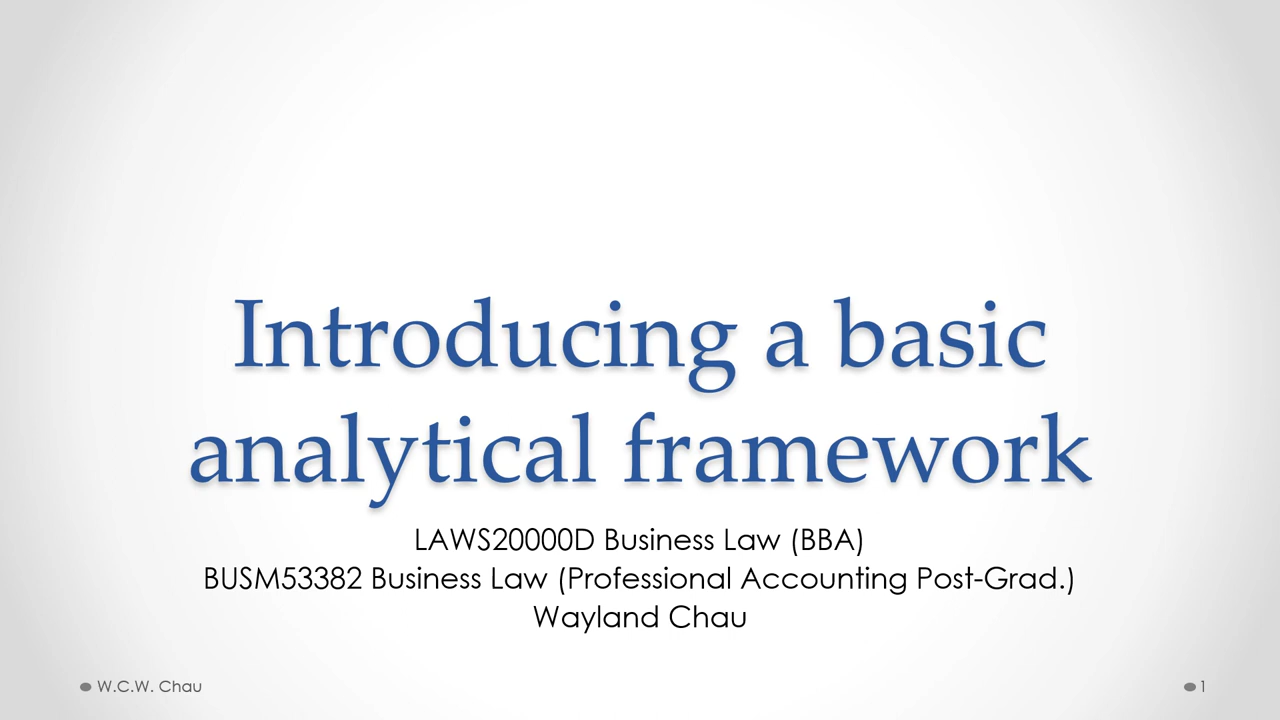 Introducing a basic
analytical framework
LAWS20000D Business Law (BBA)
BUSM53382 Business Law (Professional Accounting Post-Grad.)
Wayland Chau
W.C.W. Chau
1